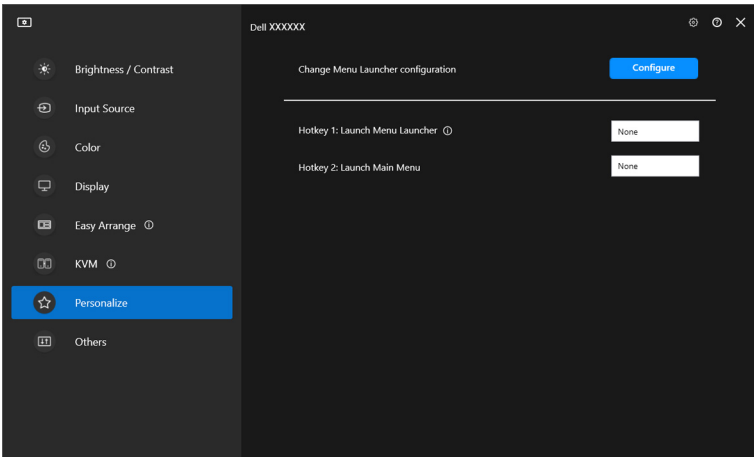 Dell XXXXXX
Brightness / Contrast
Input Source
Color
Display
Easy Arrange
KVM
Personalize
Others
Change Menu Launcher configuration
Configure
Hotkey 1: Launch Menu Launcher
None
Hotkey 2: Launch Main Menu
None